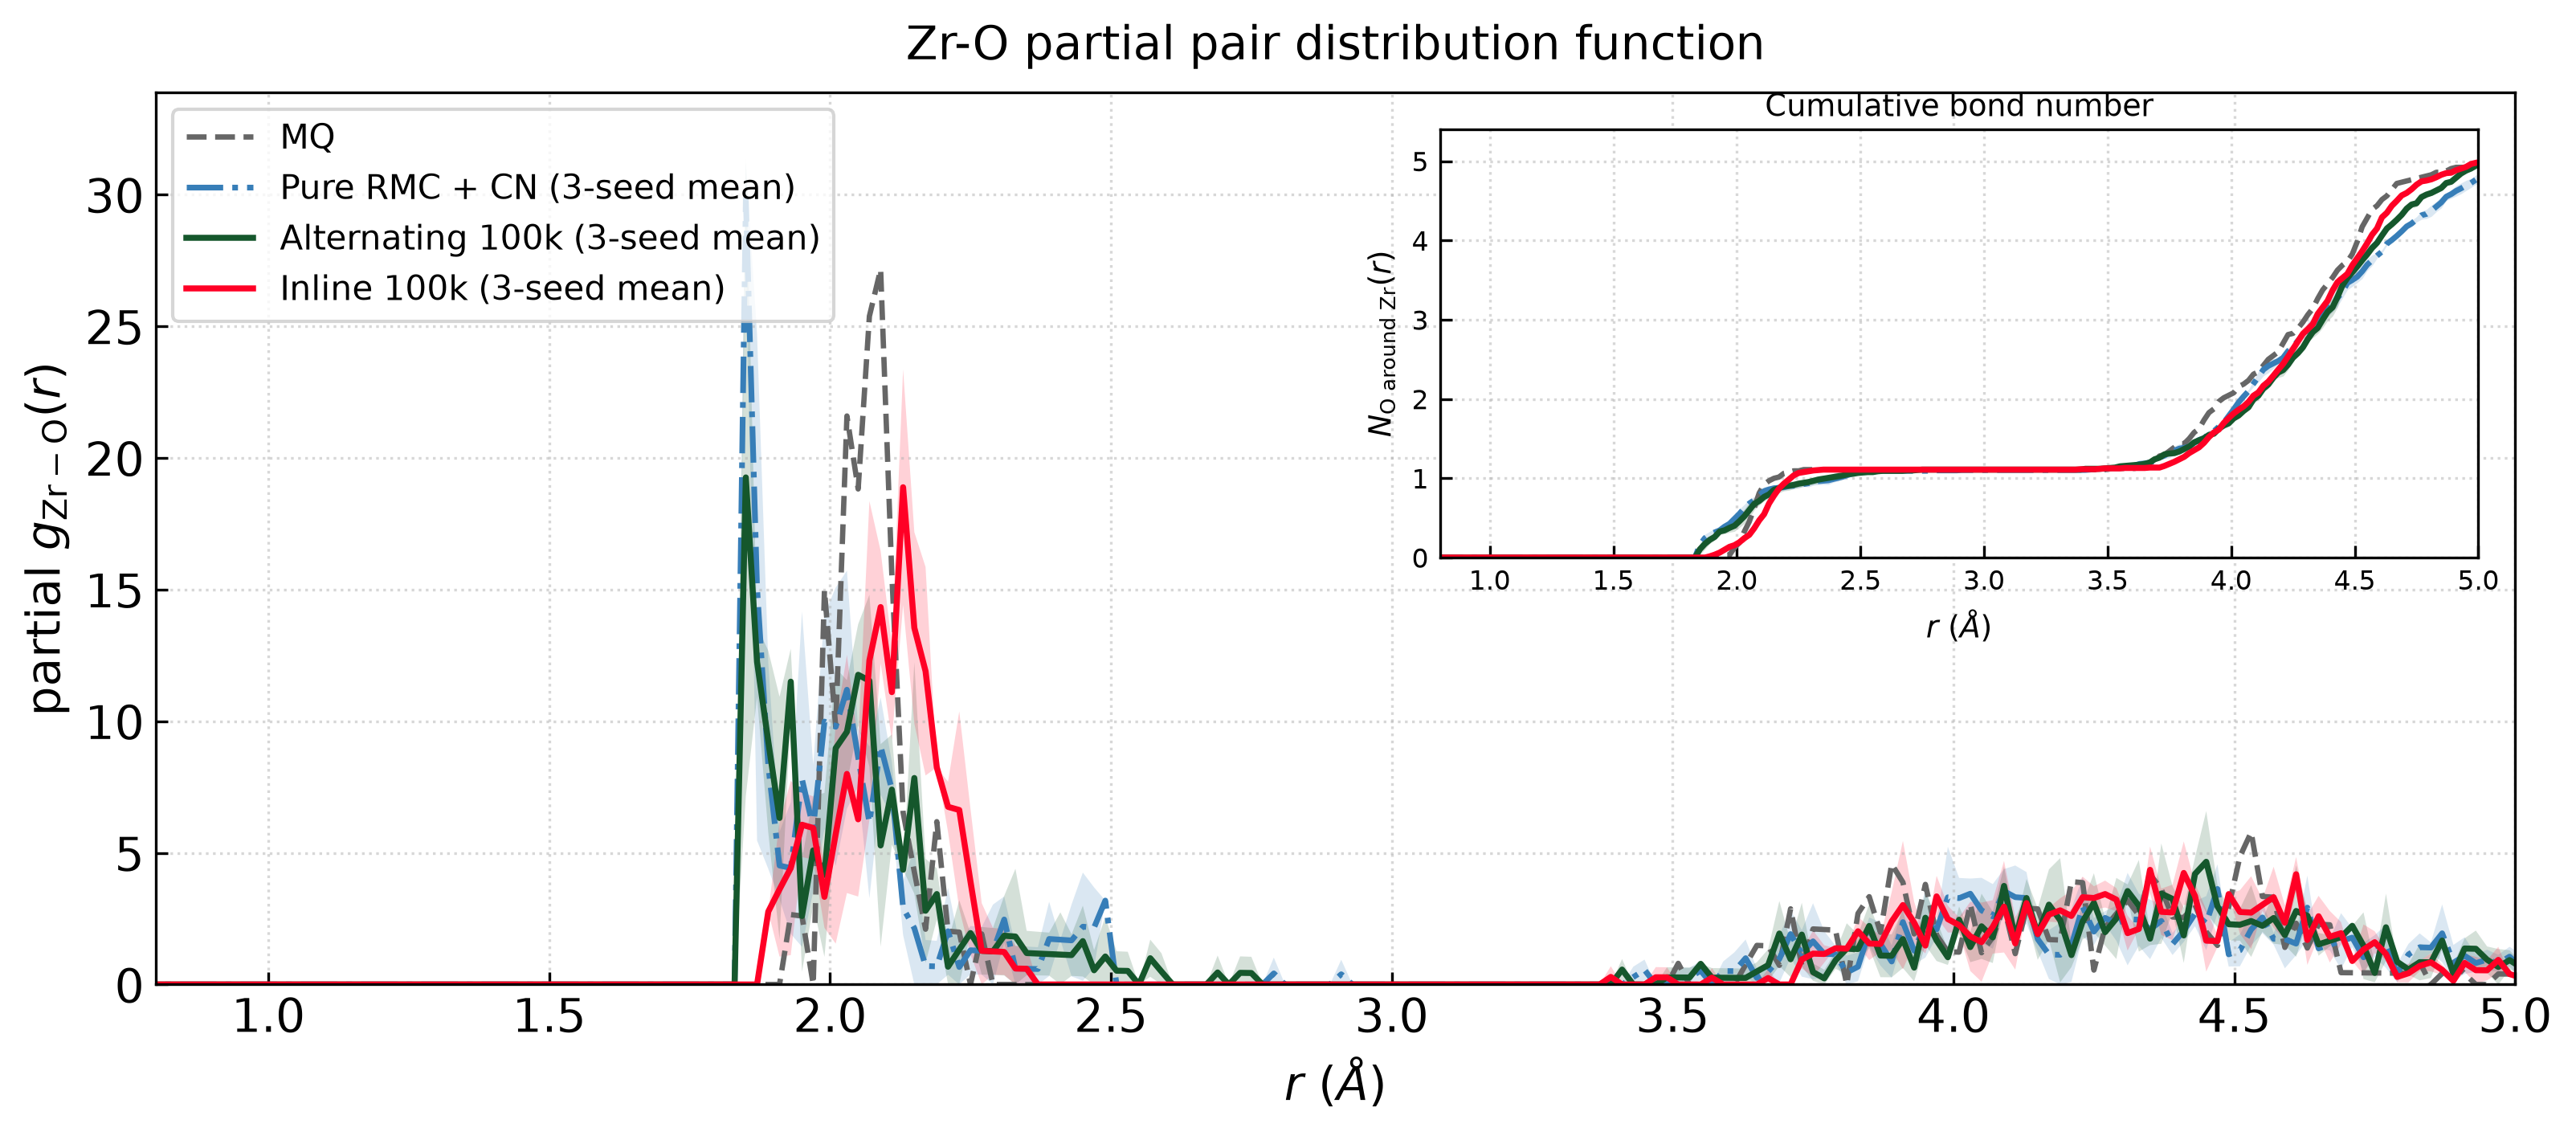 Zr-O partial pair distribution function
MQ
Pure RMC + CN (3-seed mean)
Alternating 100k (3-seed mean)
Inline 100k (3-seed mean)
partial gZr−O(r)
30
25
20
15
10
5
0
1.0 1.5 2.0 2.5 3.0 3.5 4.0 4.5 5.0
r (Å)
Cumulative bond number
NO around Zr(r)
5
4
3
2
1
0
1.0 1.5 2.0 2.5 3.0 3.5 4.0 4.5 5.0
r (Å)